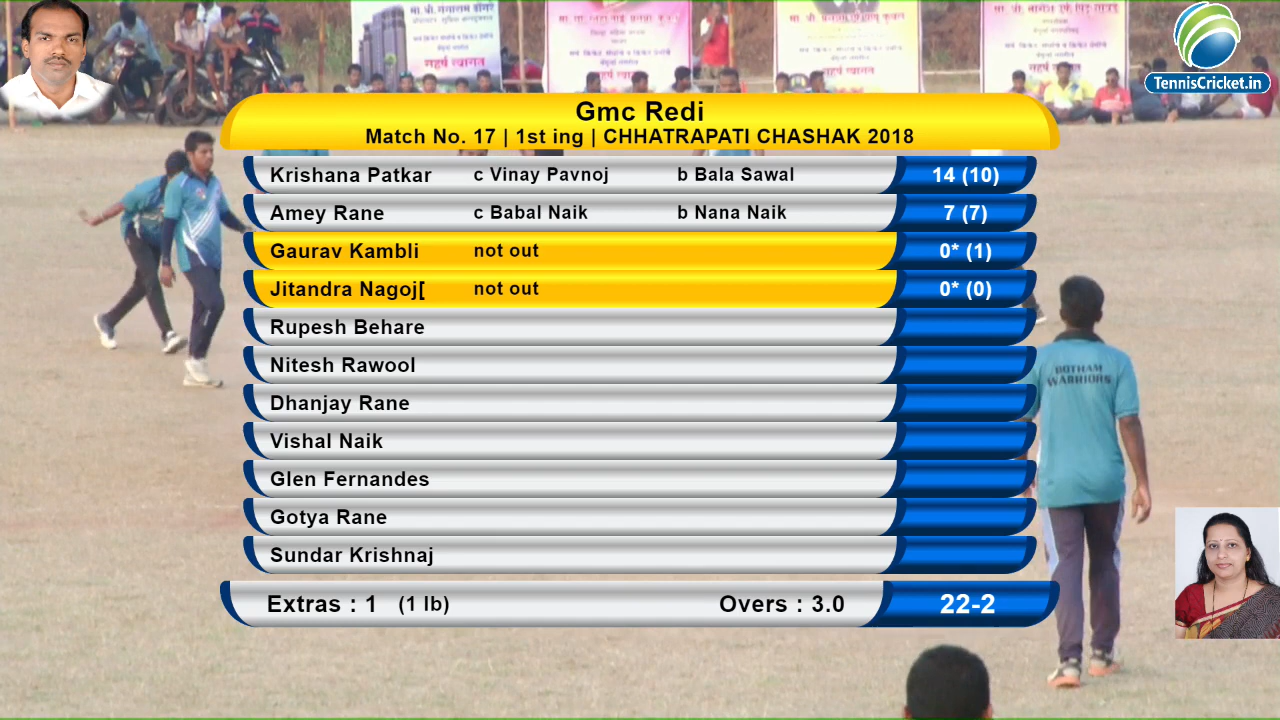 गहर्ष स्वागत
TennisCricket.in
Gmc Redi
Match No. 17 | 1st ing | CHHATRAPATI CHASHAK 2018
Krishana Patkar c Vinay Pavnoj b Bala Sawal 14 (10)
Amey Rane c Babal Naik b Nana Naik 7 (7)
Gaurav Kambli not out 0* (1)
Jitandra Nagoj[ not out 0* (0)
Rupesh Behare
Nitesh Rawool
Dhanjay Rane
Vishal Naik
Glen Fernandes
Gotya Rane
Sundar Krishnaj
Extras : 1 (1 lb) Overs : 3.0 22-2
GOTHAM
WARRIORS